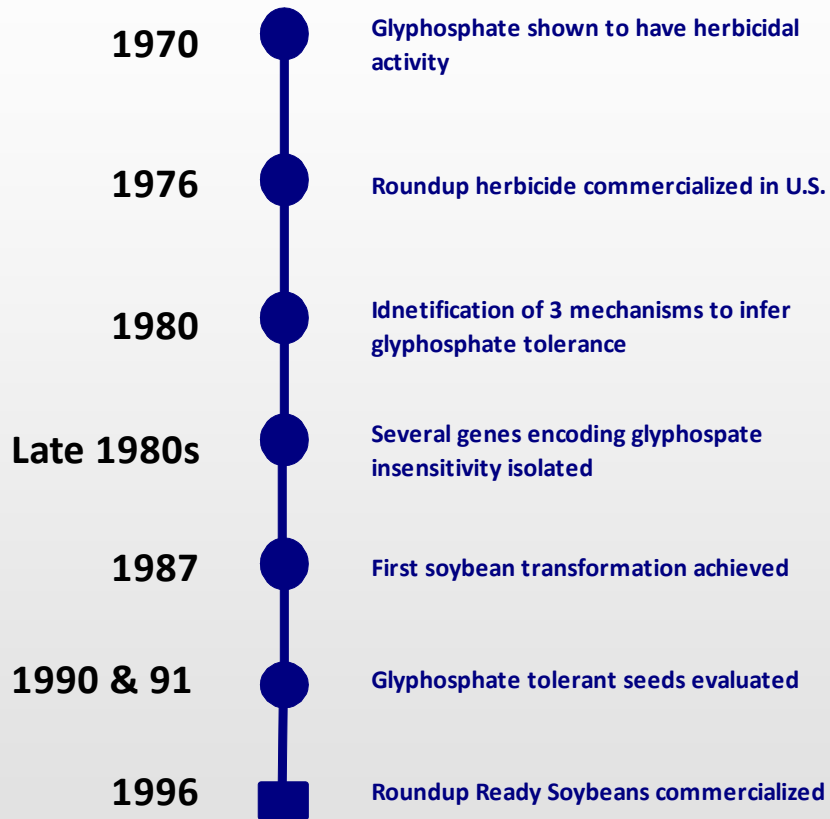 1970
Glyphosphate shown to have herbicidal
activity
1976
Roundup herbicide commercialized in U.S.
1980
Idnetification of 3 mechanisms to infer
glyphosphate tolerance
Late 1980s
Several genes encoding glyphospate
insensitivity isolated
1987
First soybean transformation achieved
1990 & 91
Glyphosphate tolerant seeds evaluated
1996
Roundup Ready Soybeans commercialized